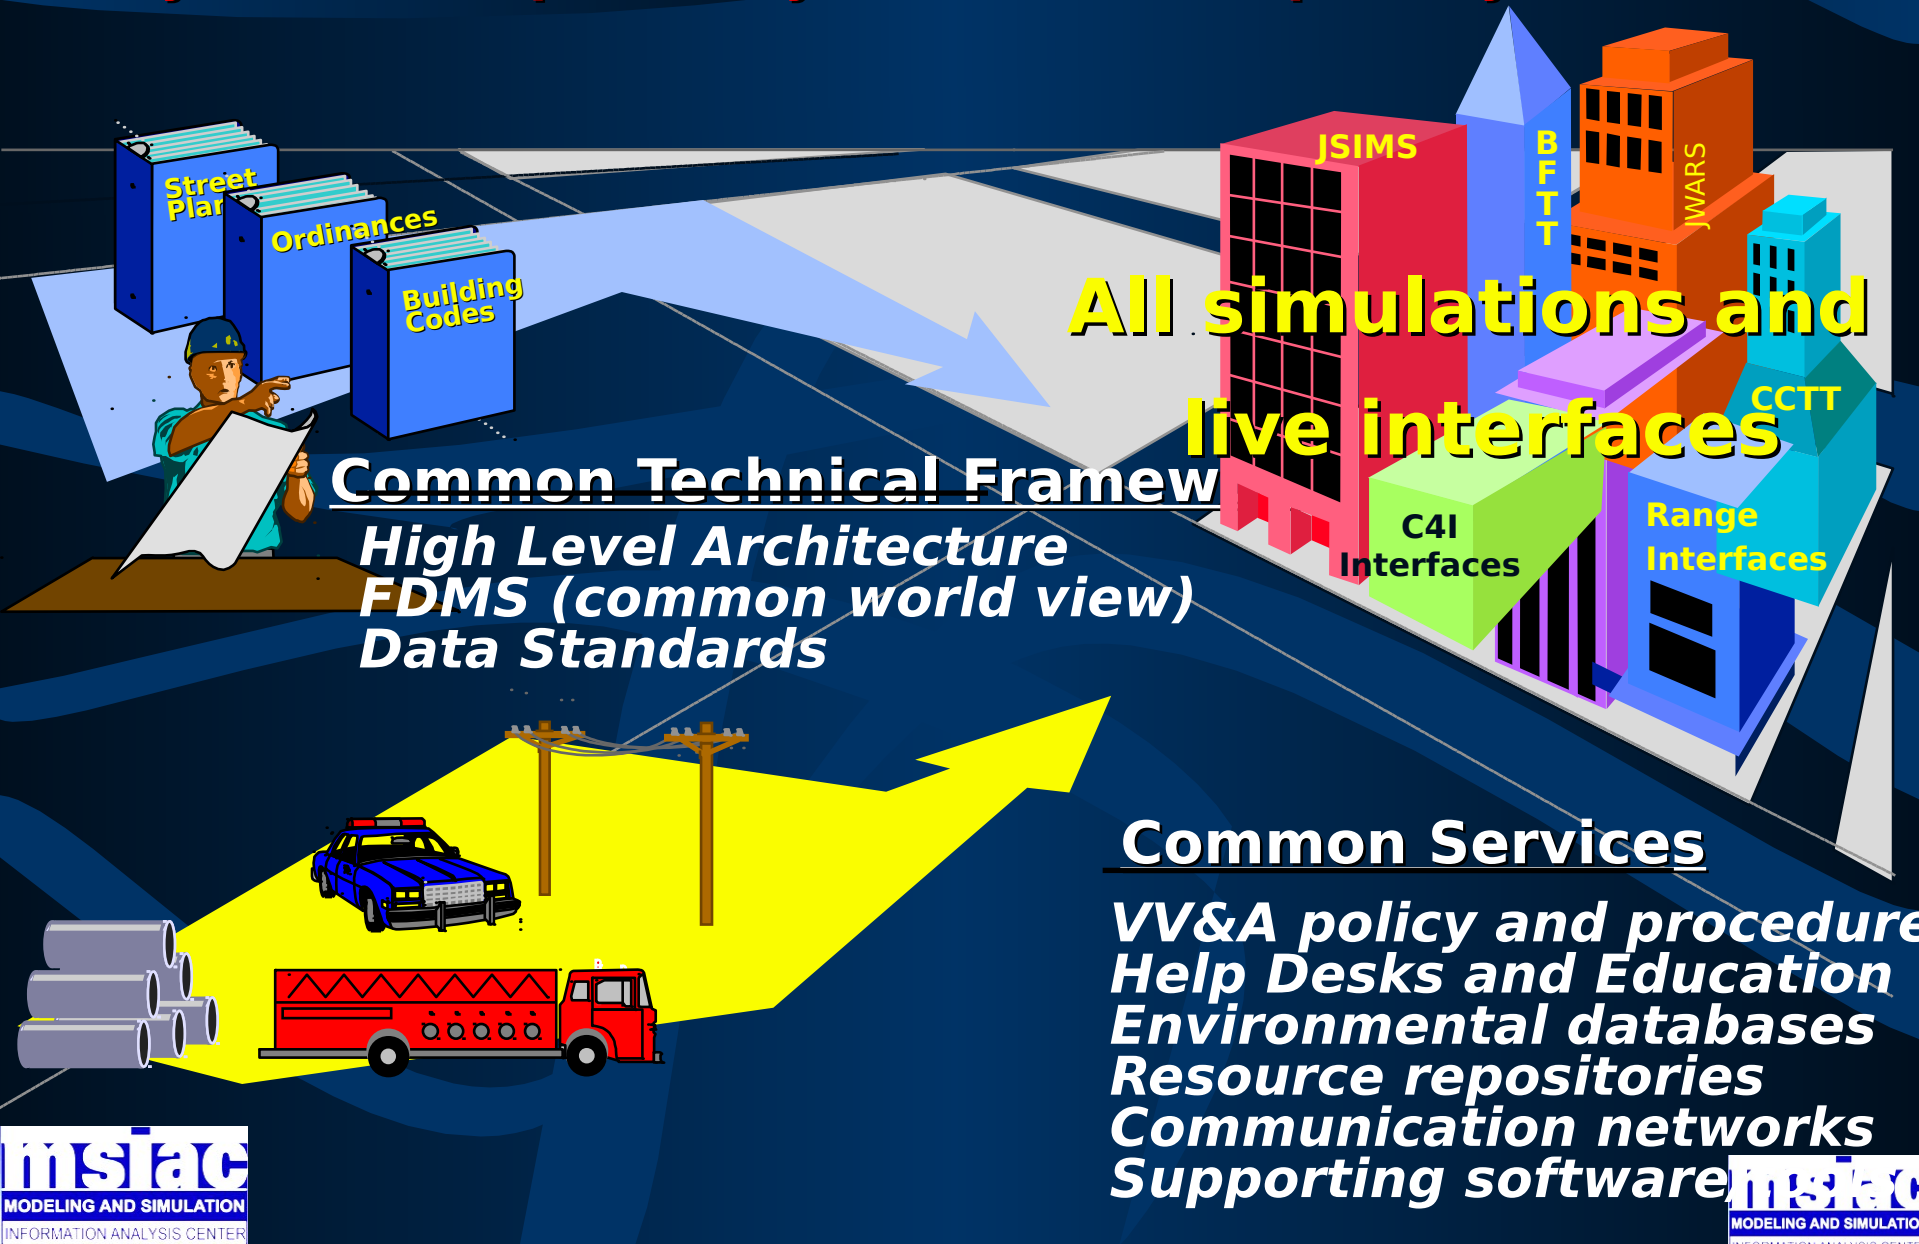 Street
Plan
Ordinances
Building
Codes
JSIMS
BFTT
JWARS
All simulations and
live interfaces
CCTT
C4I
Interfaces
Range
Interfaces
Common Technical Framew
High Level Architecture
FDMS (common world view)
Data Standards
Common Services
VV&A policy and procedure
Help Desks and Education
Environmental databases
Resource repositories
Communication networks
Supporting software/
msiac
MODELING AND SIMULATION
INFORMATION ANALYSIS CENTER
msiac
MODELING AND SIMULATIO